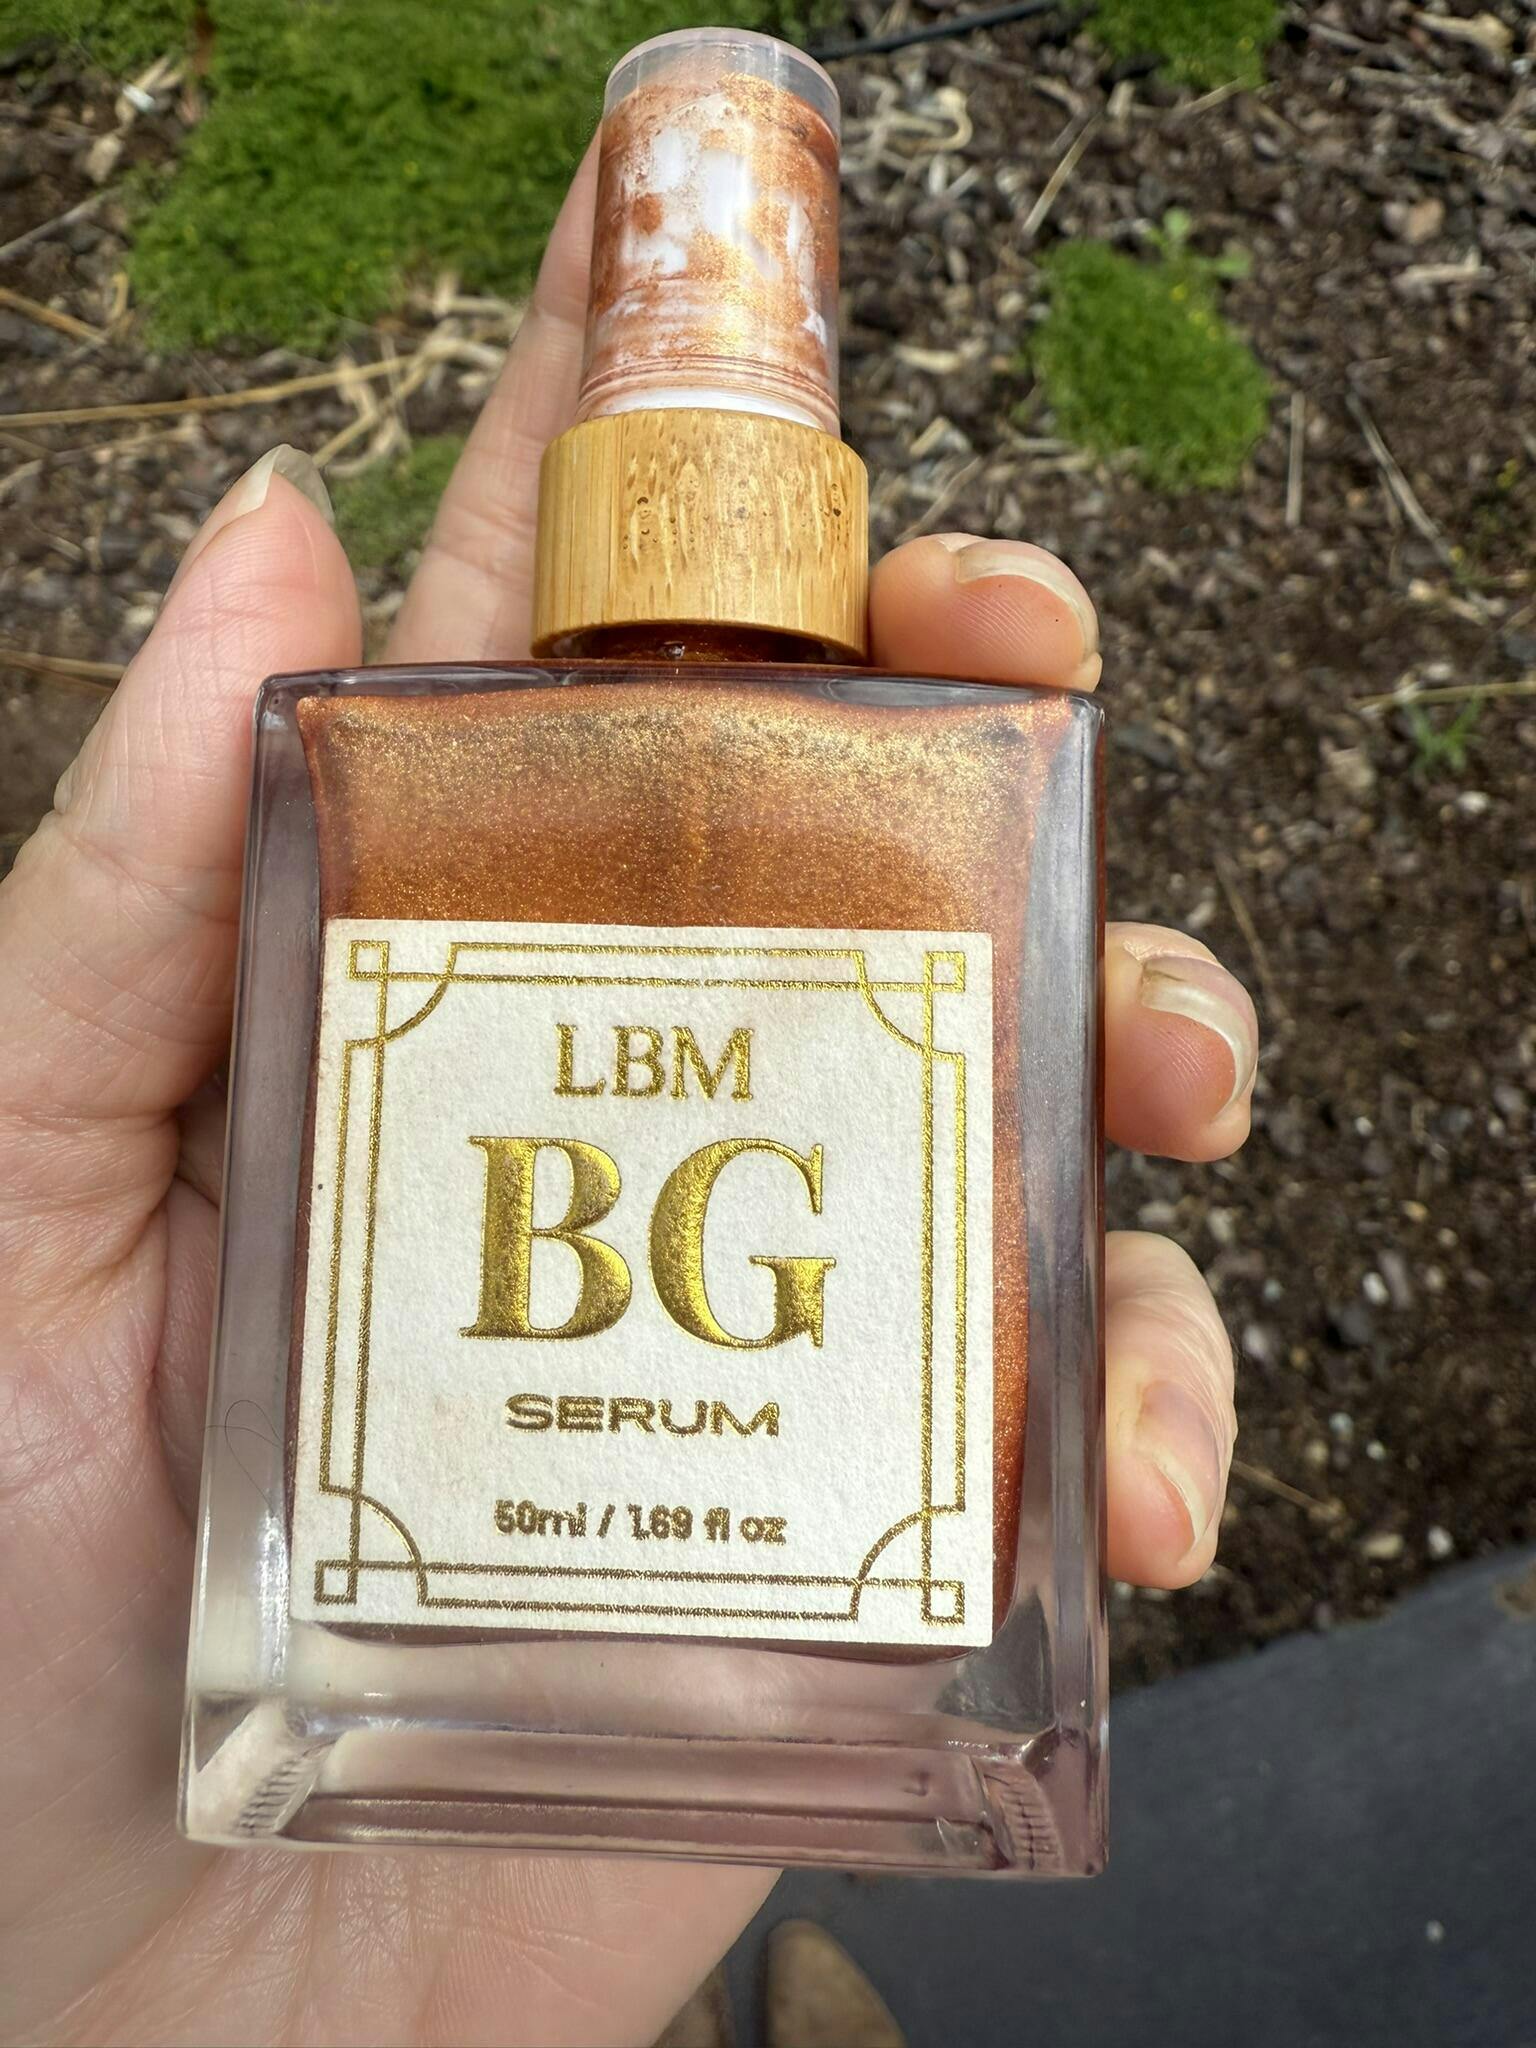 LBM
BG
SERUM
50ml / 1.69 fl oz